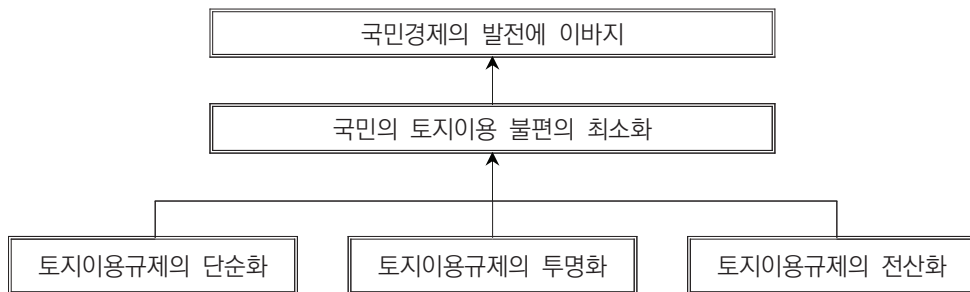 국민경제의 발전에 이바지
국민의 토지이용 불편의 최소화
토지이용규제의 단순화
토지이용규제의 투명화
토지이용규제의 전산화